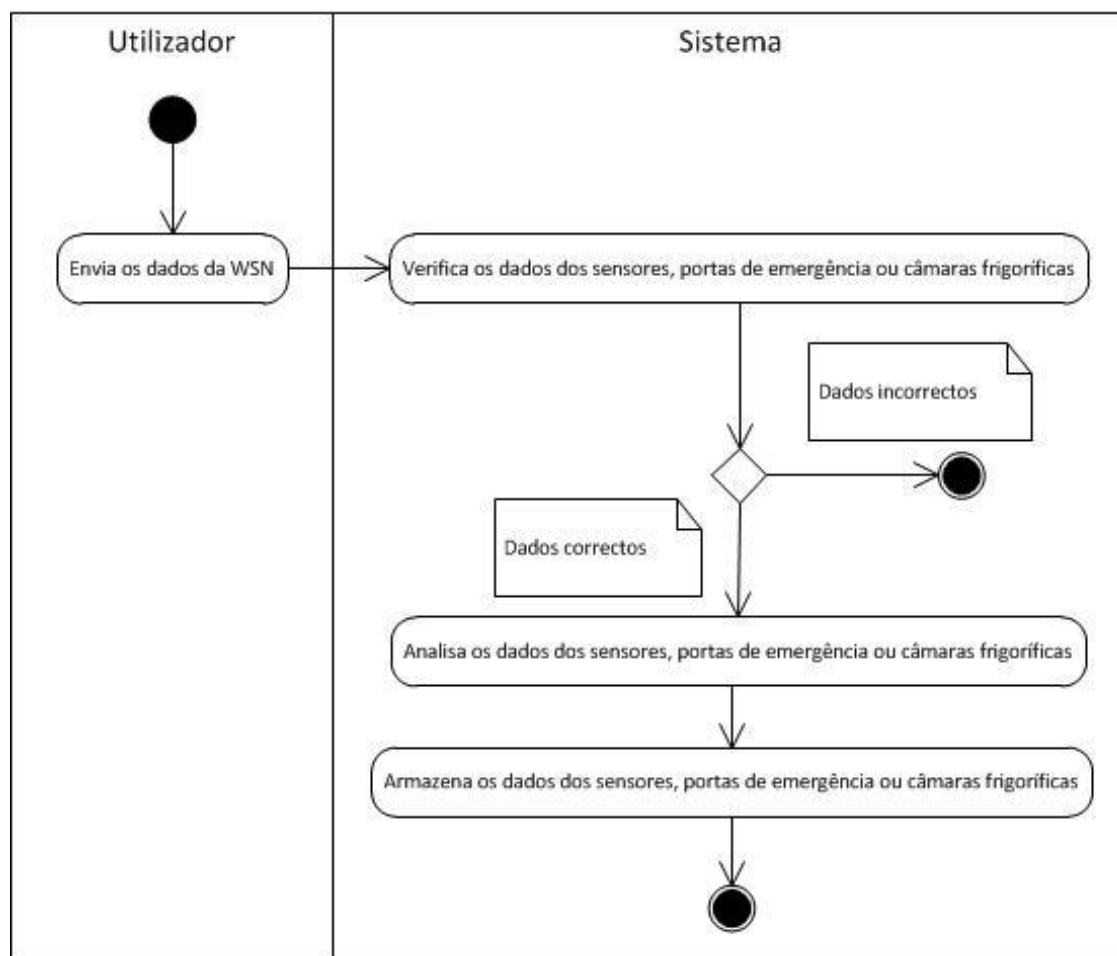 Utilizador
Sistema
Envia os dados da WSN
Verifica os dados dos sensores, portas de emergência ou câmaras frigoríficas
Dados incorrectos
Dados correctos
Analisa os dados dos sensores, portas de emergência ou câmaras frigoríficas
Armazena os dados dos sensores, portas de emergência ou câmaras frigoríficas